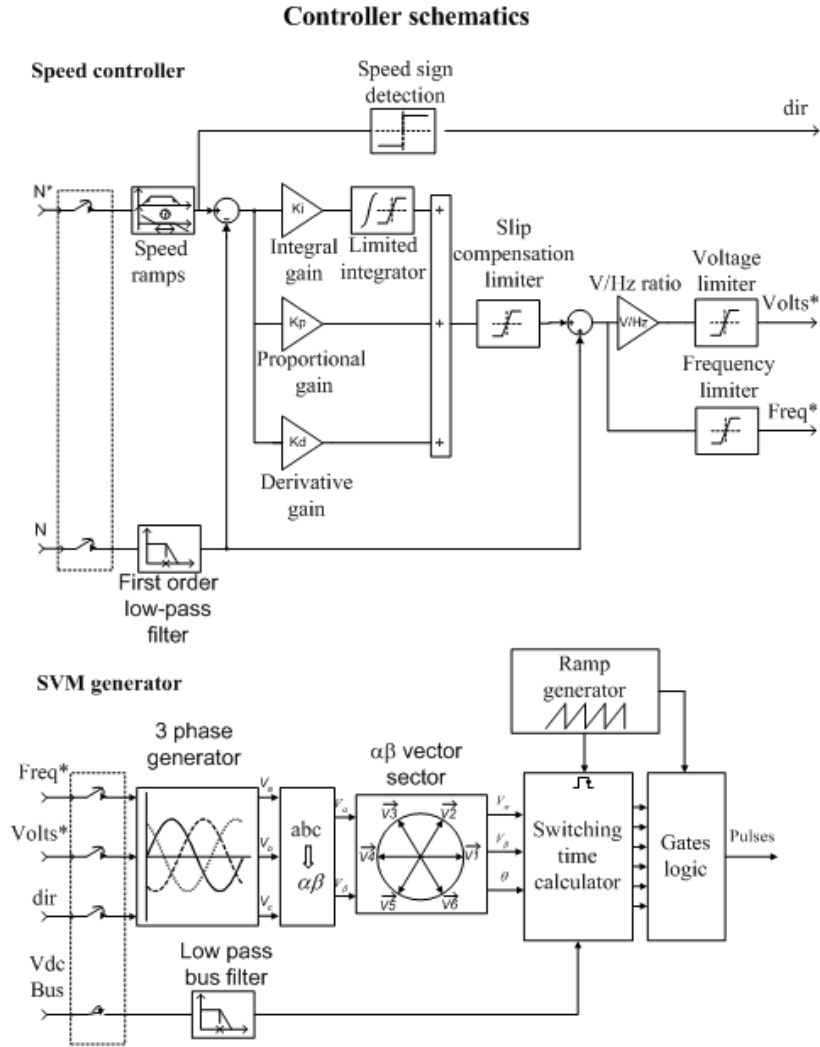 Controller schematics
Speed controller
Speed sign
detection
dir
N*
Speed
ramps
-
Ki
Integral
gain
Limited
integrator
+
Slip
compensation
limiter
Kp
Proportional
gain
+
+
+
V/Hz ratio
V/Hz
Voltage limiter
Volts*
Frequency
limiter
Freq*
Kd
Derivative
gain
+
N
First order
low-pass
filter
SVM generator
Ramp
generator
3 phase
generator
αβ vector
sector
Freq*
Volts*
dir
Vdc
Bus
Va
Vb
Vc
abc
αβ
Vα
Vβ
V3
V2
V4
V1
V5
V6
Vα
Vβ
θ
Switching
time
calculator
Gates
logic
Pulses
Low pass
bus filter